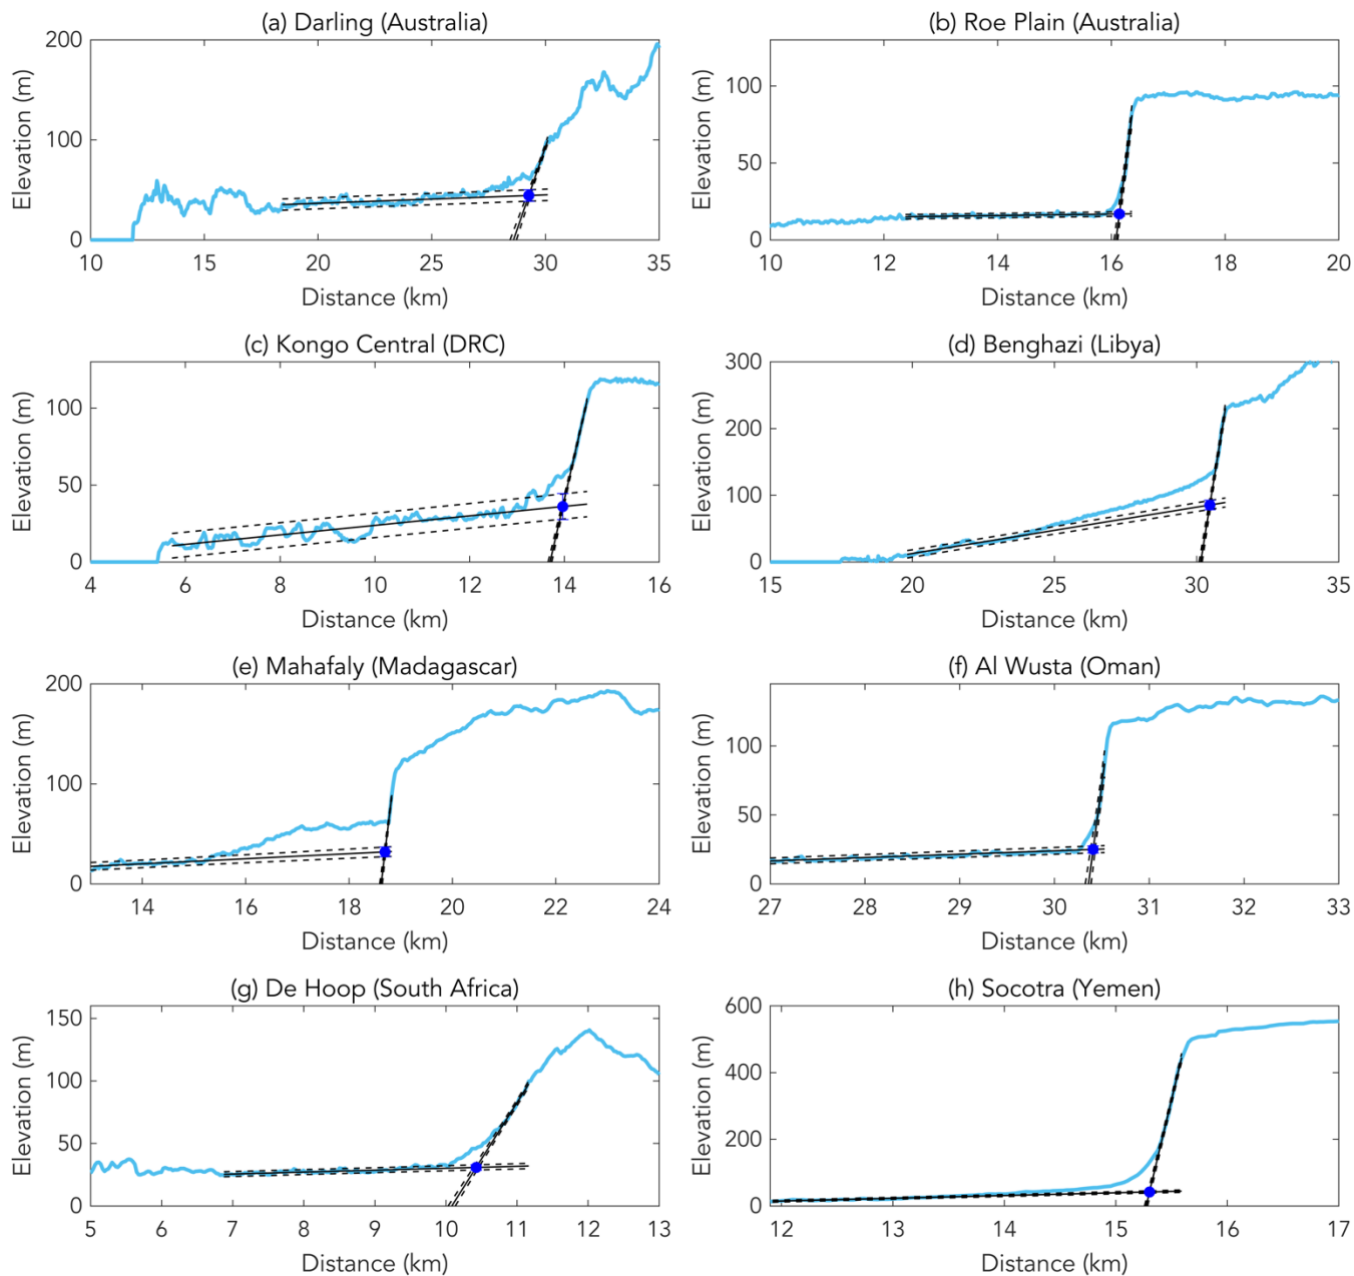 (a) Darling (Australia)
200
100
0
Elevation (m)
10 15 20 25 30 35
Distance (km)
(b) Roe Plain (Australia)
100
50
0
Elevation (m)
10 12 14 16 18 20
Distance (km)
(c) Kongo Central (DRC)
100
50
0
Elevation (m)
4 6 8 10 12 14 16
Distance (km)
(d) Benghazi (Libya)
300
200
100
0
Elevation (m)
15 20 25 30 35
Distance (km)
(e) Mahafaly (Madagascar)
200
100
0
Elevation (m)
14 16 18 20 22 24
Distance (km)
(f) Al Wusta (Oman)
100
50
0
Elevation (m)
27 28 29 30 31 32 33
Distance (km)
(g) De Hoop (South Africa)
150
100
50
0
Elevation (m)
5 6 7 8 9 10 11 12 13
Distance (km)
(h) Socotra (Yemen)
600
400
200
0
Elevation (m)
12 13 14 15 16 17
Distance (km)